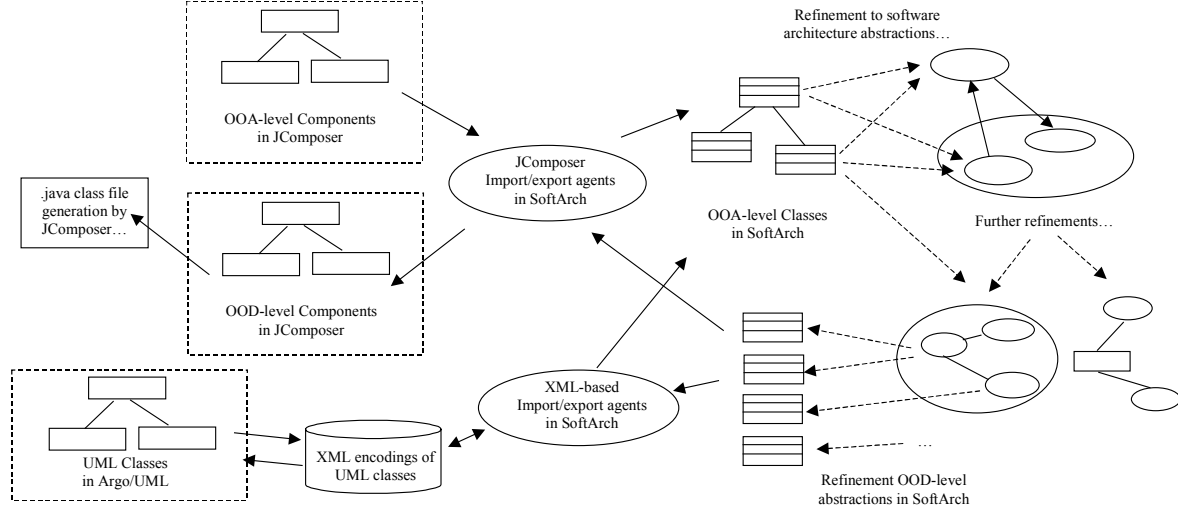 Refinement to software
architecture abstractions…
OOA-level Components
in JComposer
JComposer
Import/export agents
in SoftArch
.java class file
generation by
JComposer…
OOA-level Classes
in SoftArch
Further refinements…
OOD-level Components
in JComposer
XML-based
Import/export agents
in SoftArch
UML Classes
in Argo/UML
XML encodings of
UML classes
…
Refinement OOD-level
abstractions in SoftArch